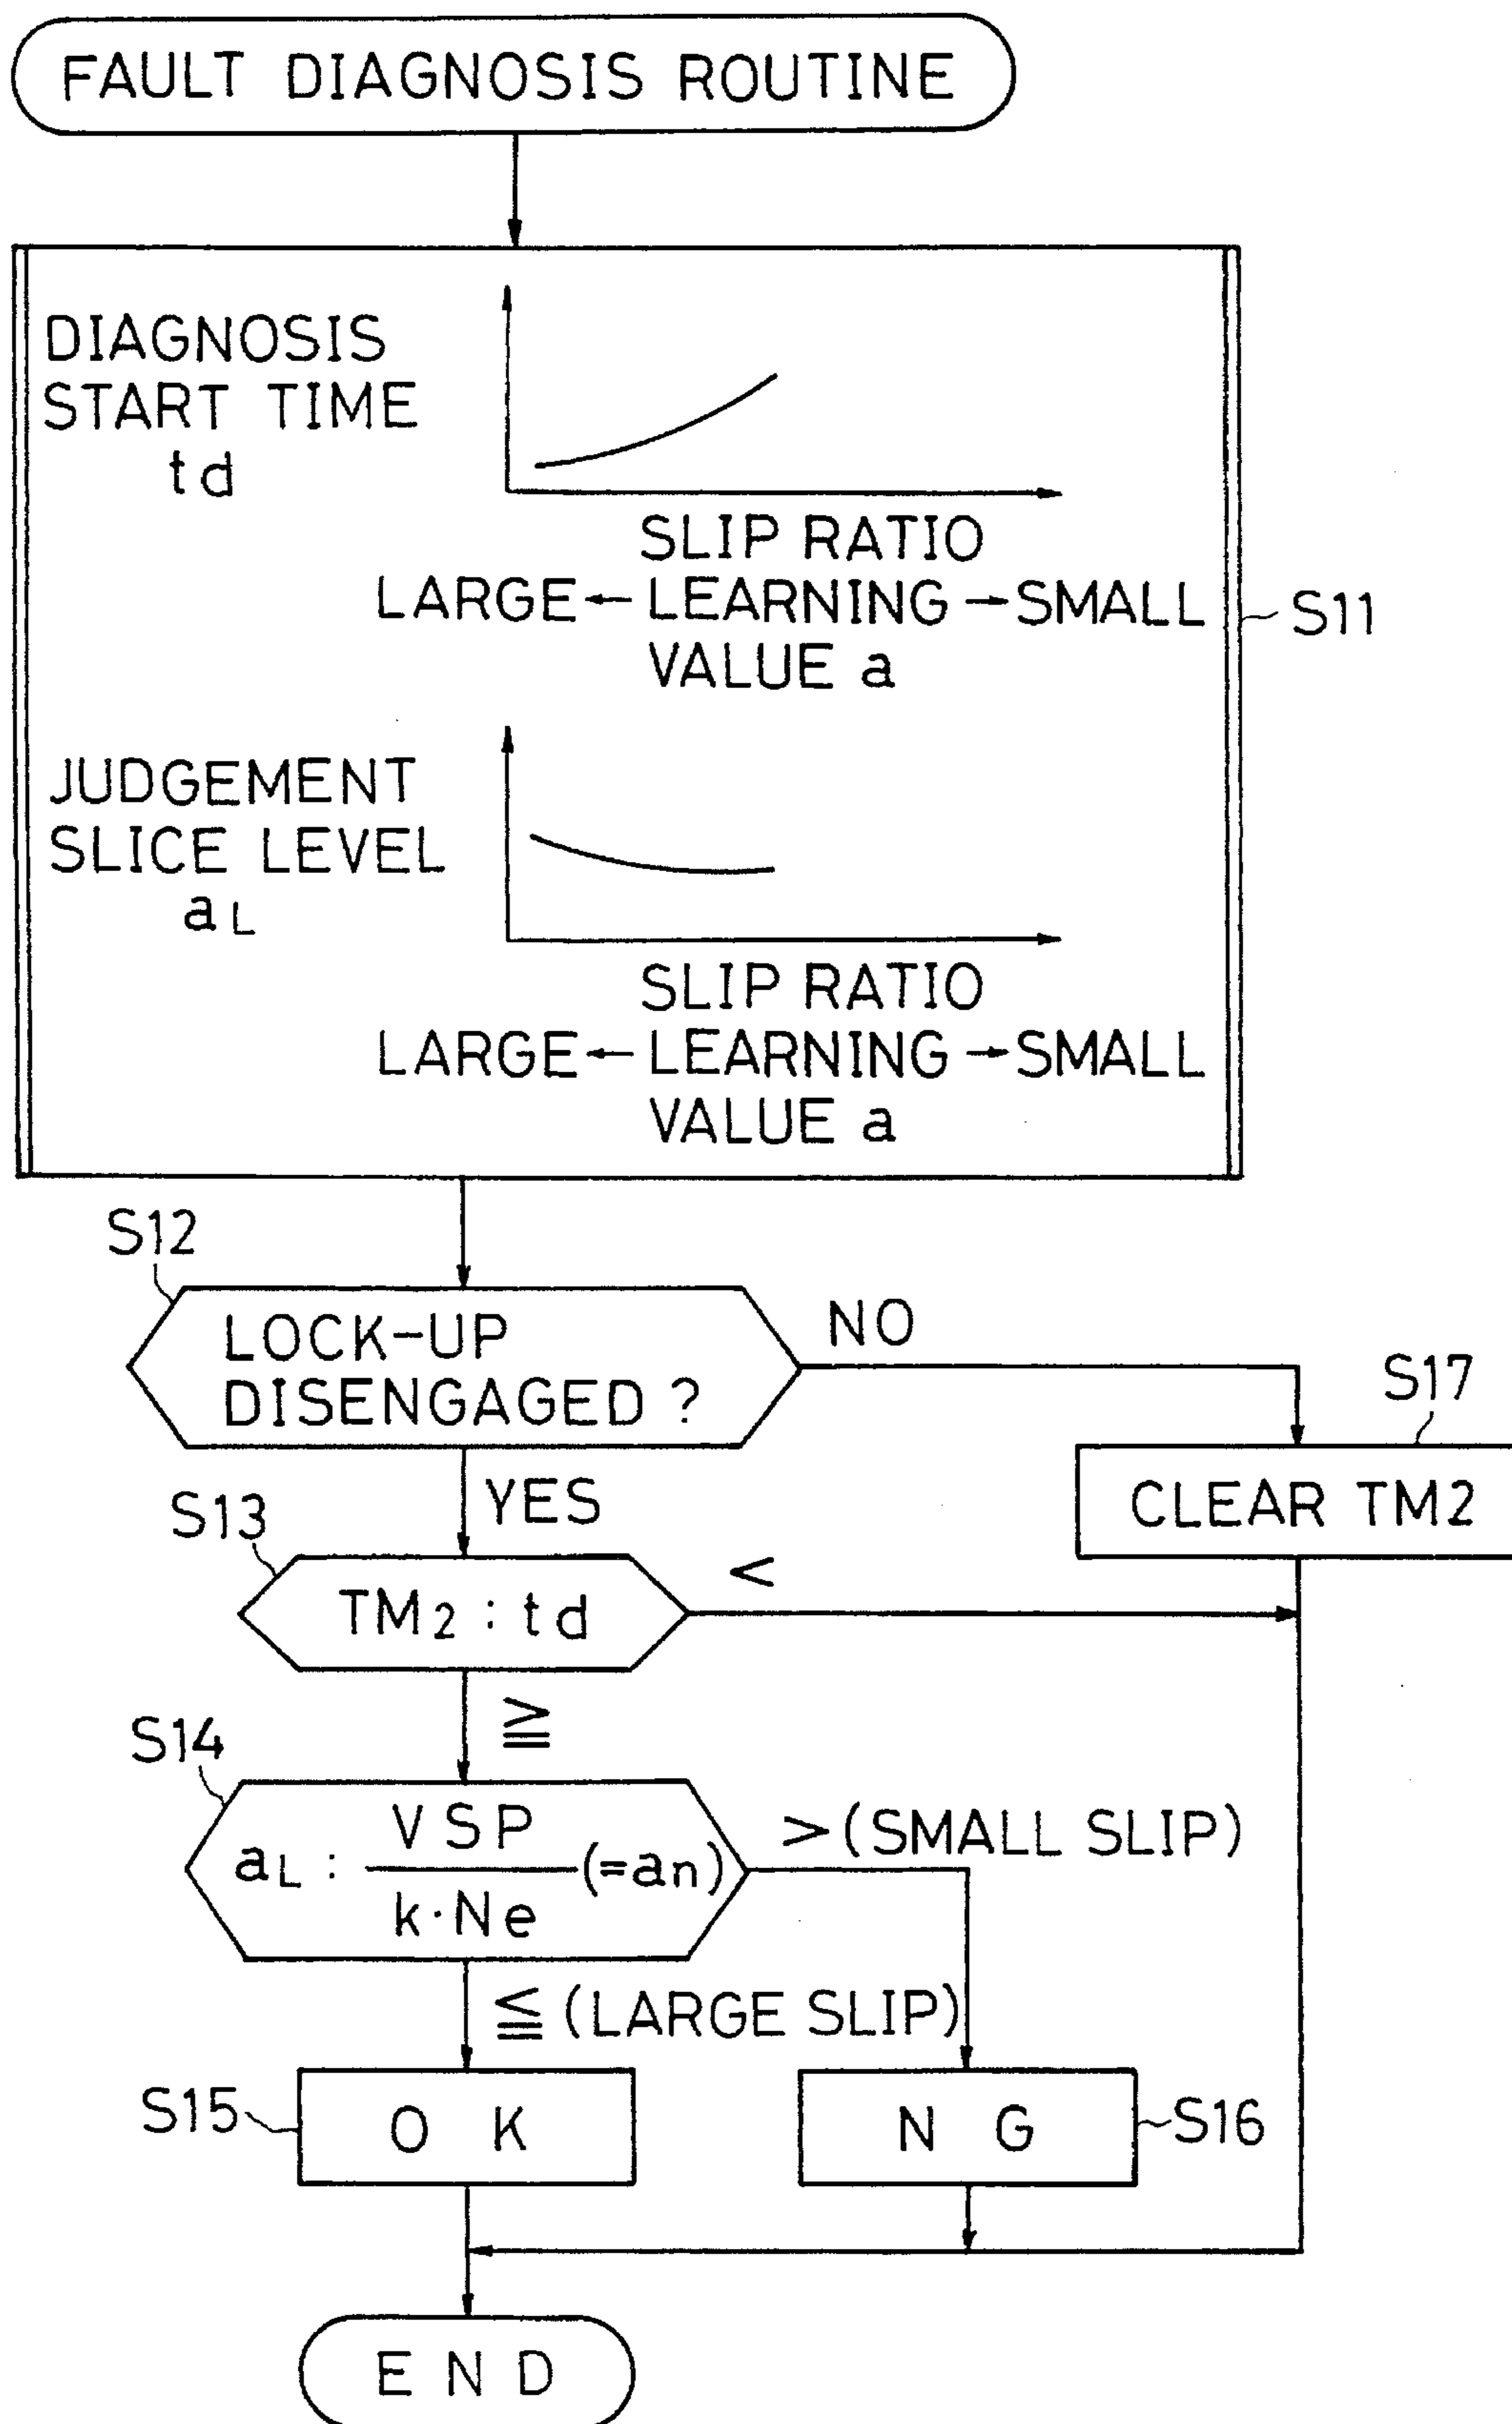 FAULT DIAGNOSIS ROUTINE
DIAGNOSIS
START TIME
td
SLIP RATIO
LARGE ← LEARNING → SMALL
VALUE a
S11
JUDGEMENT
SLICE LEVEL
aL
SLIP RATIO
LARGE ← LEARNING → SMALL
VALUE a
S12
LOCK-UP
DISENGAGED ?
NO
S17
CLEAR TM2
YES
S13
TM2 : td
<
≧
S14
aL : VSP / k·Ne (=an)
> (SMALL SLIP)
≦ (LARGE SLIP)
S15
O K
N G
S16
E N D